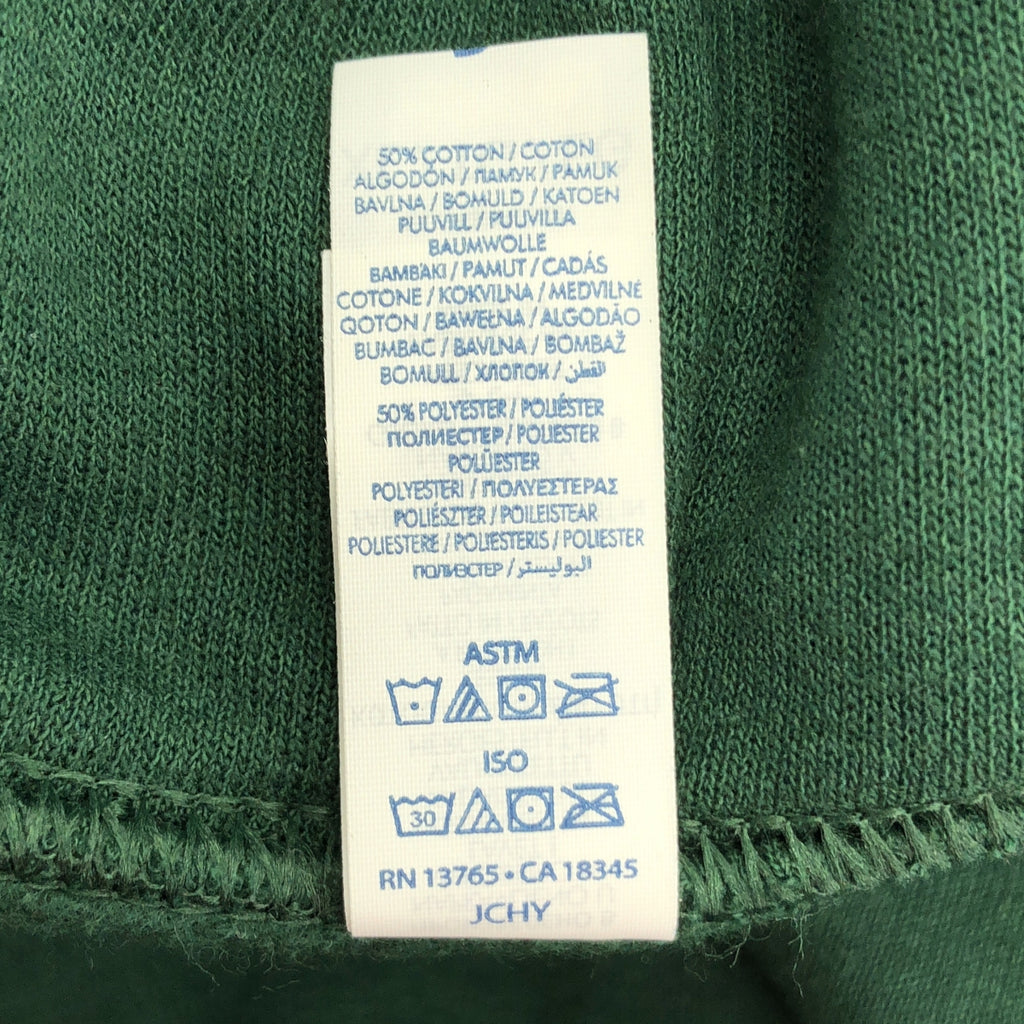 50% COTTON / COTON
ALGODÓN / ПАМУК / PAMUK
BAVLNA / BOMULD / KATOEN
PUUVILL / PUUVILLA
BAUMWOLLE
BAMBAKI / PAMUT / CADÁS
COTONE / KOKVILNA / MEDVILNĖ
QOTON / BAWEŁNA / ALGODÃO
BUMBAC / BAVLNA / BOMBAŽ
BOMULL / ХЛОПОК / القطن
50% POLYESTER / POLIÉSTER
ПОЛИЕСТЕР / POLIESTER
POLÜESTER
POLYESTERI / ΠΟΛΥΕΣΤΕΡΑΣ
POLIÉSZTER / POILEISTEAR
POLIESTERE / POLIESTERIS / POLIESTER
ПОЛИЭСТЕР / البوليستر
ASTM
ISO
30
RN 13765 • CA 18345
JCHY